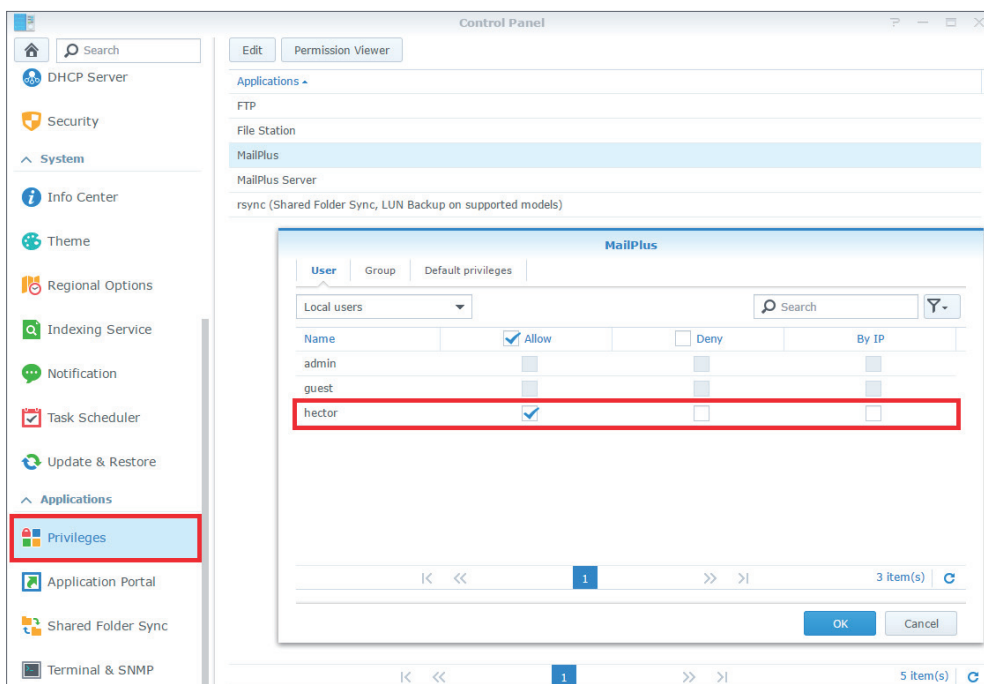 Control Panel
Search
DHCP Server
Security
System
Info Center
Theme
Regional Options
Indexing Service
Notification
Task Scheduler
Update & Restore
Applications
Privileges
Application Portal
Shared Folder Sync
Terminal & SNMP
Edit Permission Viewer
Applications
FTP
File Station
MailPlus
MailPlus Server
rsync (Shared Folder Sync, LUN Backup on supported models)
MailPlus
User Group Default privileges
Local users Search
Name Allow Deny By IP
admin
guest
hector
1 3 item(s)
OK Cancel
1 5 item(s)